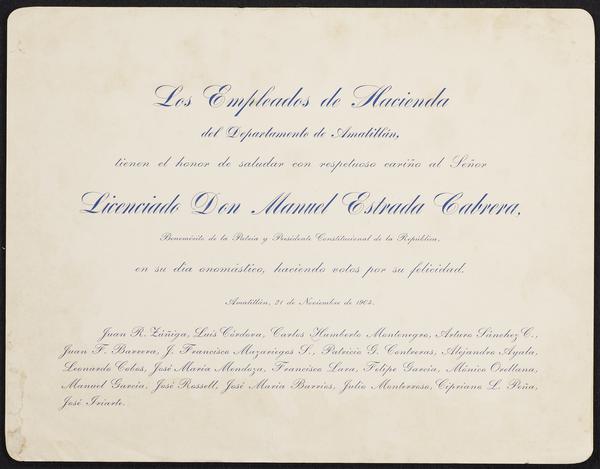 Los Empleados de Hacienda
del Departamento de Amatitlán,
tienen el honor de saludar con respetuoso cariño al Señor
Licenciado Don Manuel Estrada Cabrera,
Benemérito de la Patria y Presidente Constitucional de la República,
en su día onomástico, haciendo votos por su felicidad.
Amatitlán, 21 de Noviembre de 1904.
Juan R. Zúñiga, Luis Córdova, Carlos Humberto Montenegro, Arturo Sánchez C.,
Juan F. Barrera, J. Francisco Mazariegos S., Patricio G. Contreras, Alejandro Ayala,
Leonardo Cobos, José María Mendoza, Francisco Lara, Felipe García, Mónico Orellana,
Manuel García, José Rossell, José María Barrios, Julio Monterroso, Cipriano L. Peña,
José Iriarte.